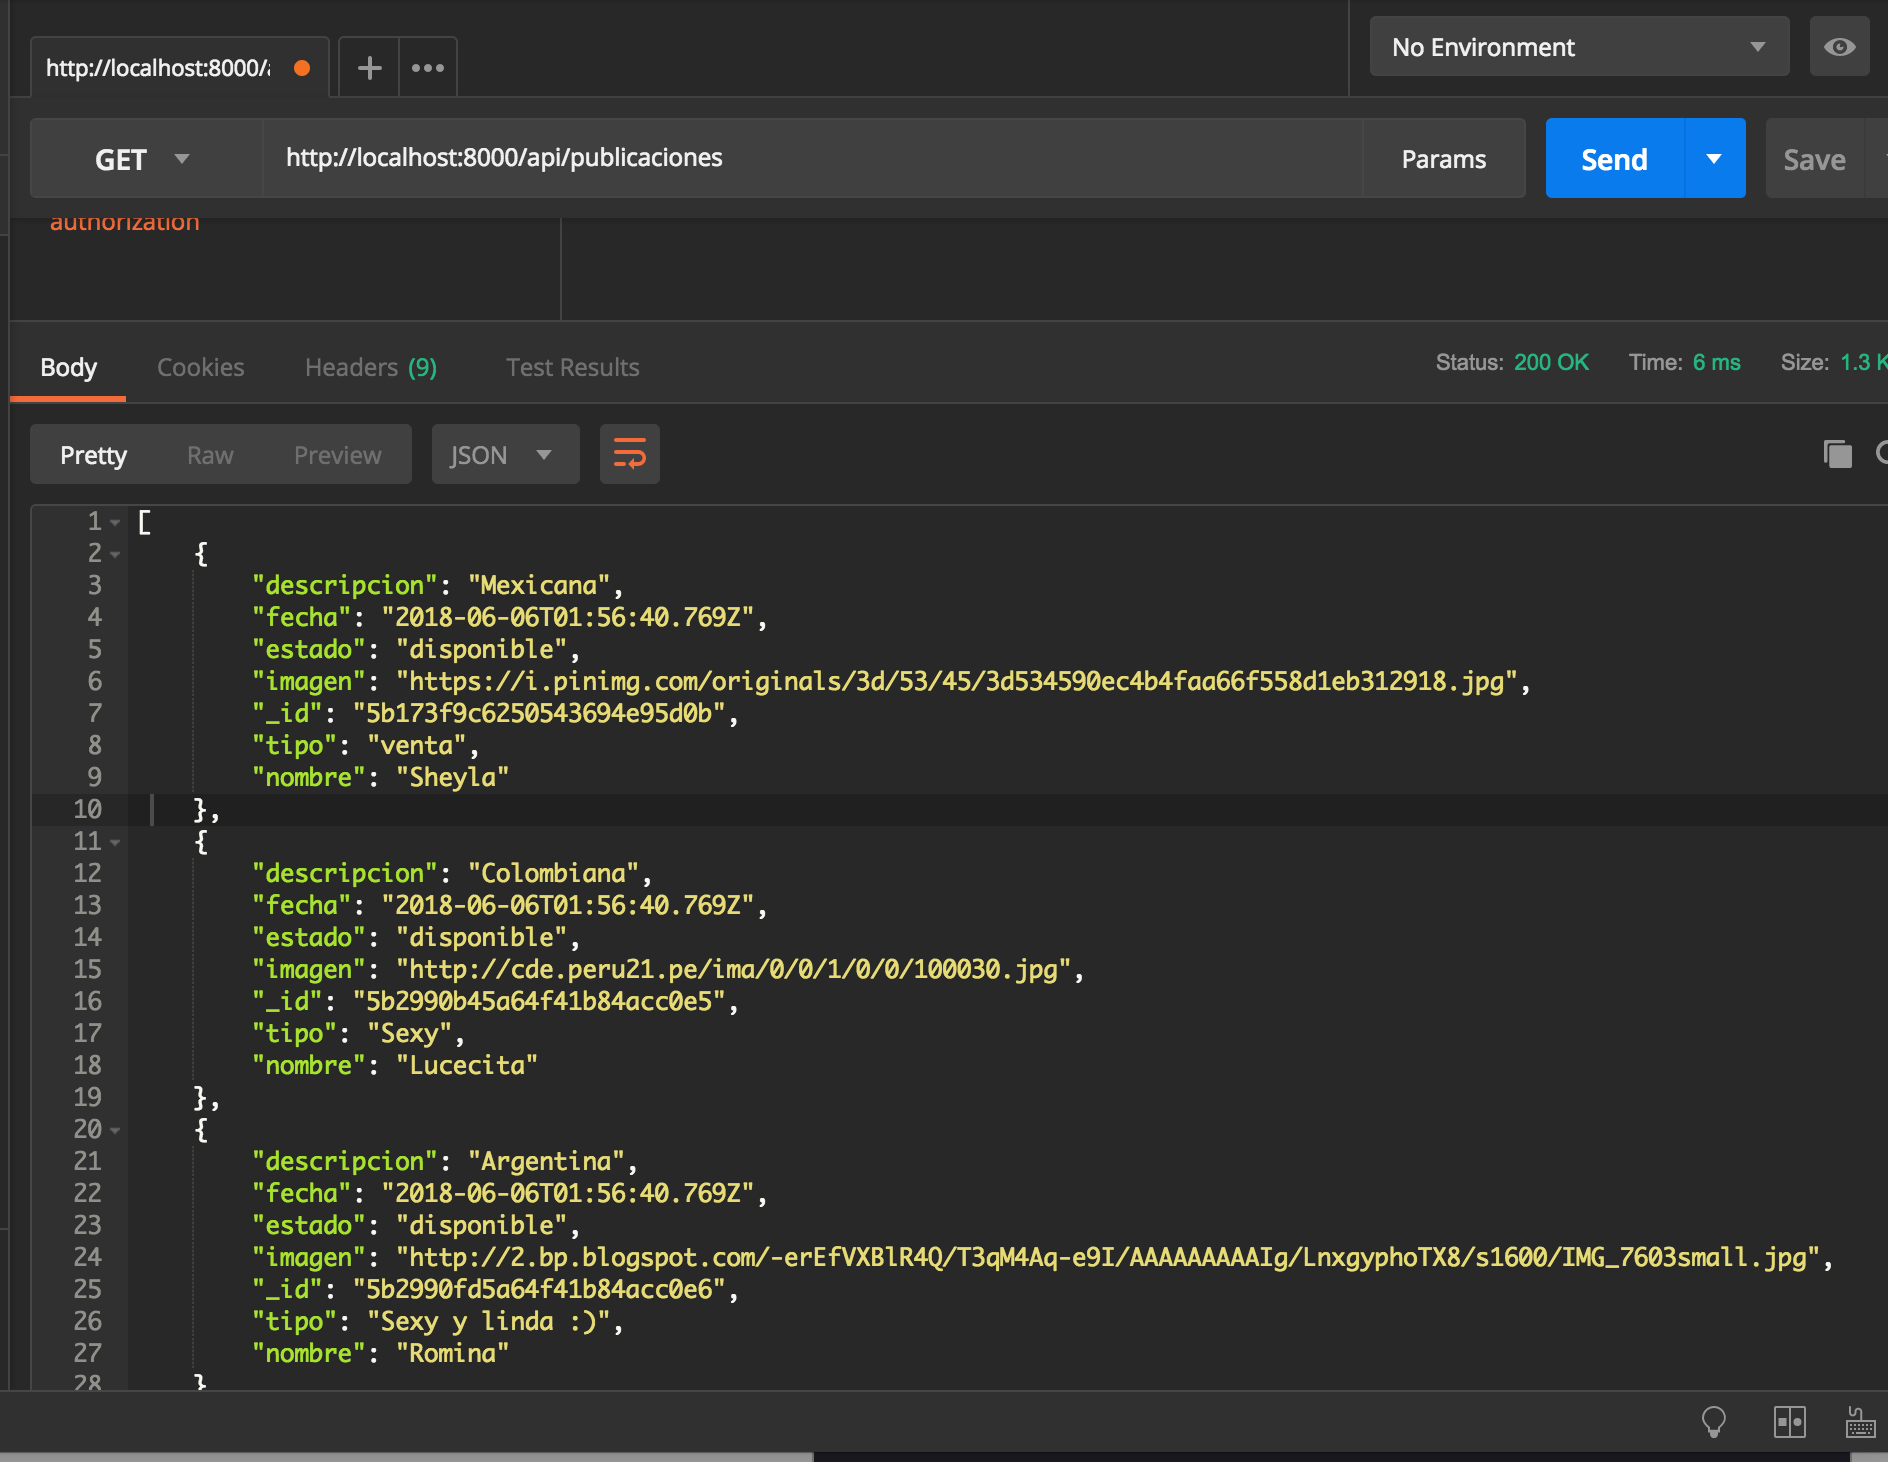 http://localhost:8000/a
No Environment
GET
http://localhost:8000/api/publicaciones
Params
Send
Save
authorization
Body
Cookies
Headers (9)
Test Results
Status: 200 OK
Time: 6 ms
Size: 1.3 K
Pretty
Raw
Preview
JSON
1 [
2 {
3 "descripcion": "Mexicana",
4 "fecha": "2018-06-06T01:56:40.769Z",
5 "estado": "disponible",
6 "imagen": "https://i.pinimg.com/originals/3d/53/45/3d534590ec4b4faa66f558d1eb312918.jpg",
7 "_id": "5b173f9c6250543694e95d0b",
8 "tipo": "venta",
9 "nombre": "Sheyla"
10 },
11 {
12 "descripcion": "Colombiana",
13 "fecha": "2018-06-06T01:56:40.769Z",
14 "estado": "disponible",
15 "imagen": "http://cde.peru21.pe/ima/0/0/1/0/0/100030.jpg",
16 "_id": "5b2990b45a64f41b84acc0e5",
17 "tipo": "Sexy",
18 "nombre": "Lucecita"
19 },
20 {
21 "descripcion": "Argentina",
22 "fecha": "2018-06-06T01:56:40.769Z",
23 "estado": "disponible",
24 "imagen": "http://2.bp.blogspot.com/-erEfVXBlR4Q/T3qM4Aq-e9I/AAAAAAAAAIg/LnxgyphoTX8/s1600/IMG_7603small.jpg",
25 "_id": "5b2990fd5a64f41b84acc0e6",
26 "tipo": "Sexy y linda :)",
27 "nombre": "Romina"
28 }